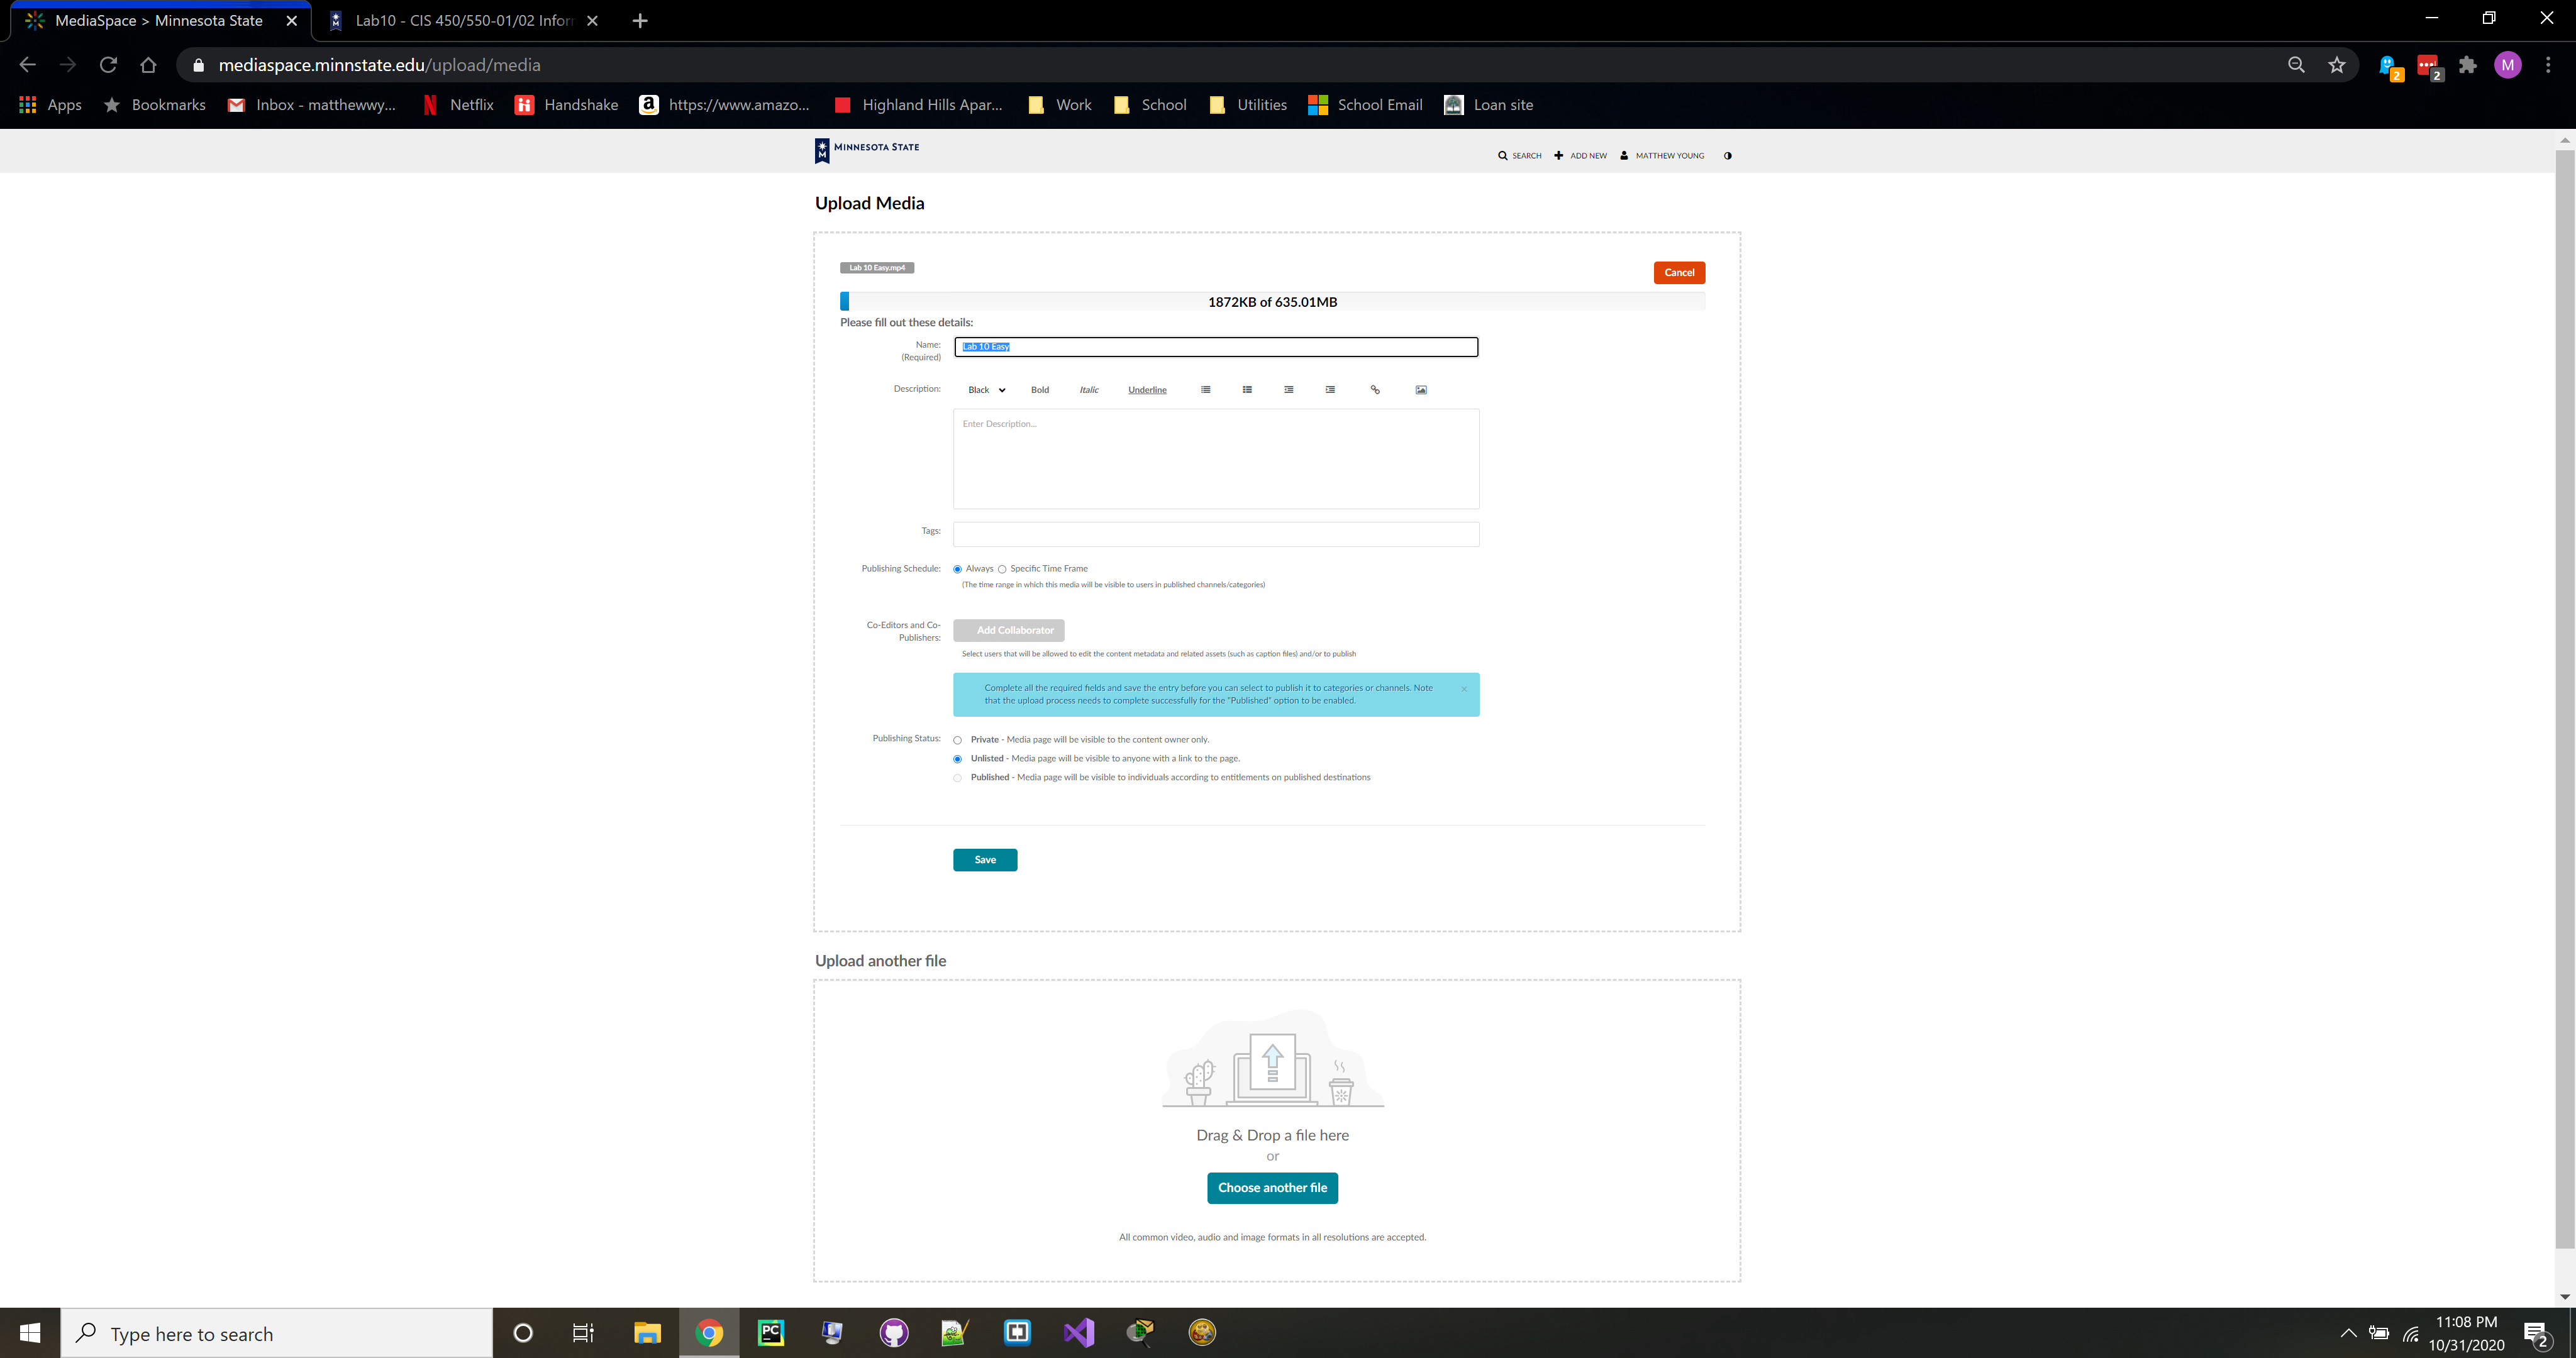 MediaSpace > Minnesota State
Lab10 - CIS 450/550-01/02 Infor
mediaspace.minnstate.edu/upload/media
2
2
M
Apps
Bookmarks
Inbox - matthewwy...
Netflix
Handshake
https://www.amazo...
Highland Hills Apar...
Work
School
Utilities
School Email
Loan site
MINNESOTA STATE
SEARCH
ADD NEW
MATTHEW YOUNG
Upload Media
Lab 10 Easy.mp4
Cancel
1872KB of 635.01MB
Please fill out these details:
Name:
(Required)
Lab 10 Easy
Description:
Black
Bold
Italic
Underline
Enter Description...
Tags:
Publishing Schedule:
Always
Specific Time Frame
(The time range in which this media will be visible to users in published channels/categories)
Co-Editors and Co-
Publishers:
Add Collaborator
Select users that will be allowed to edit the content metadata and related assets (such as caption files) and/or to publish
Complete all the required fields and save the entry before you can select to publish it to categories or channels. Note
that the upload process needs to complete successfully for the "Published" option to be enabled.
Publishing Status:
Private - Media page will be visible to the content owner only.
Unlisted - Media page will be visible to anyone with a link to the page.
Published - Media page will be visible to individuals according to entitlements on published destinations
Save
Upload another file
Drag & Drop a file here
or
Choose another file
All common video, audio and image formats in all resolutions are accepted.
Type here to search
PC
11:08 PM
10/31/2020
2